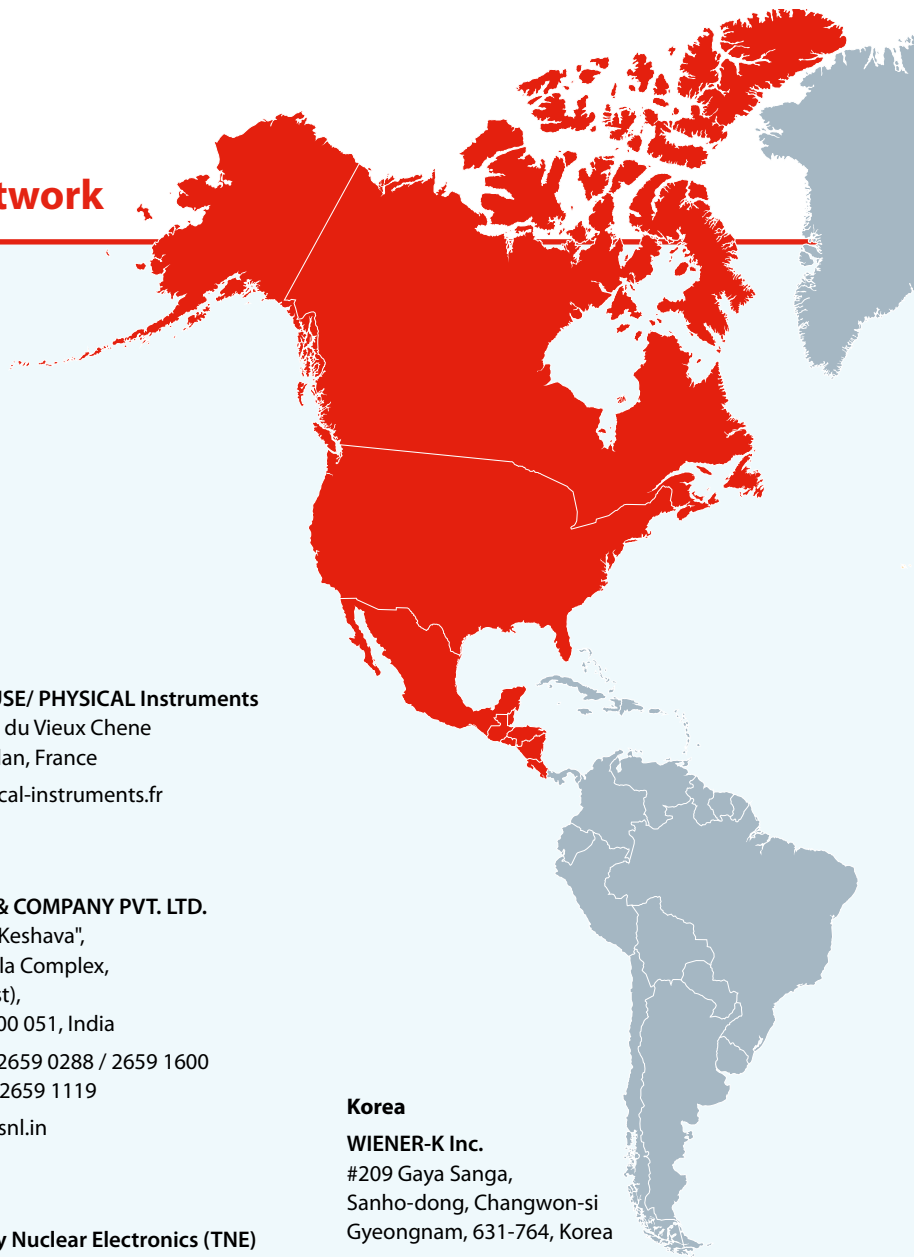 twork
USE/ PHYSICAL Instruments
du Vieux Chene
lan, France
cal-instruments.fr
& COMPANY PVT. LTD.
Keshava",
la Complex,
st),
00 051, India
2659 0288 / 2659 1600
2659 1119
snl.in
y Nuclear Electronics (TNE)
Korea
WIENER-K Inc.
#209 Gaya Sanga,
Sanho-dong, Changwon-si
Gyeongnam, 631-764, Korea